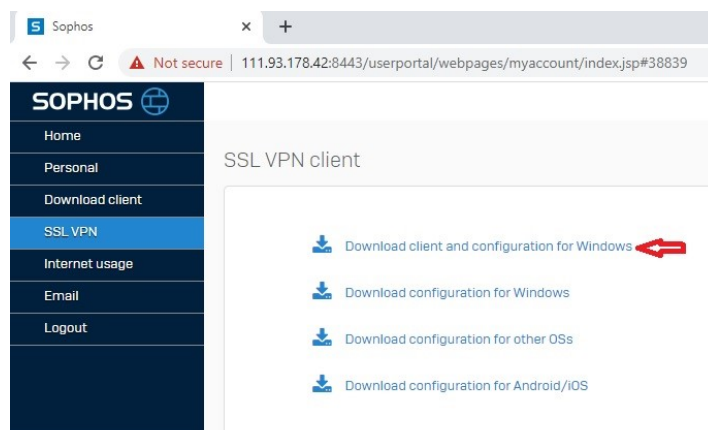 Sophos
Not secure
111.93.178.42:8443/userportal/webpages/myaccount/index.jsp#38839
SOPHOS
Home
Personal
Download client
SSL VPN
Internet usage
Email
Logout
SSL VPN client
Download client and configuration for Windows
Download configuration for Windows
Download configuration for other OSs
Download configuration for Android/iOS